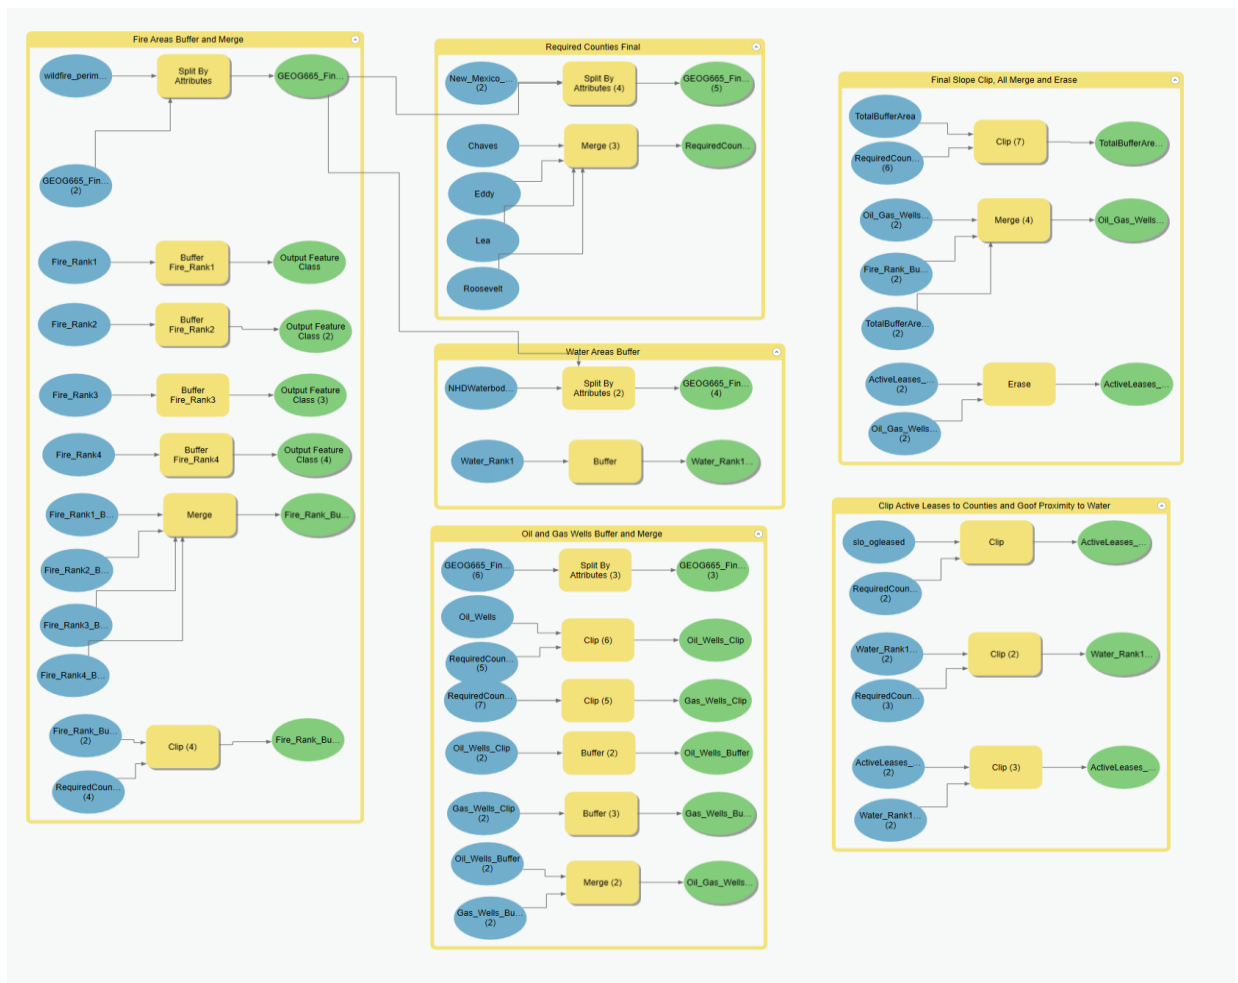 Fire Areas Buffer and Merge
wildfire_perim...
Split By
Attributes
GEOG665_Fin...
GEOG665_Fin...
(2)
Fire_Rank1
Buffer
Fire_Rank1
Output Feature
Class
Fire_Rank2
Buffer
Fire_Rank2
Output Feature
Class (2)
Fire_Rank3
Buffer
Fire_Rank3
Output Feature
Class (3)
Fire_Rank4
Buffer
Fire_Rank4
Output Feature
Class (4)
Fire_Rank1_B...
Merge
Fire_Rank_Bu...
Fire_Rank2_B...
Fire_Rank3_B...
Fire_Rank4_B...
Fire_Rank_Bu...
(2)
Clip (4)
Fire_Rank_Bu...
RequiredCoun...
(4)
Required Counties Final
New_Mexico_...
(2)
Split By
Attributes (4)
GEOG665_Fin...
(5)
Chaves
Merge (3)
RequiredCoun...
Eddy
Lea
Roosevelt
Water Areas Buffer
NHDWaterbod...
Split By
Attributes (2)
GEOG665_Fin...
(4)
Water_Rank1
Buffer
Water_Rank1...
Oil and Gas Wells Buffer and Merge
GEOG665_Fin...
(6)
Split By
Attributes (3)
GEOG665_Fin...
(3)
Oil_Wells
Clip (6)
Oil_Wells_Clip
RequiredCoun...
(5)
RequiredCoun...
(7)
Clip (5)
Gas_Wells_Clip
Oil_Wells_Clip
(2)
Buffer (2)
Oil_Wells_Buffer
Gas_Wells_Clip
(2)
Buffer (3)
Gas_Wells_Bu...
Oil_Wells_Buffer
(2)
Merge (2)
Oil_Gas_Wells...
Gas_Wells_Bu...
(2)
Final Slope Clip, All Merge and Erase
TotalBufferArea
Clip (7)
TotalBufferAre...
RequiredCoun...
(6)
Oil_Gas_Wells...
(2)
Merge (4)
Oil_Gas_Wells...
Fire_Rank_Bu...
(2)
TotalBufferAre...
(2)
ActiveLeases_...
(2)
Erase
ActiveLeases_...
Oil_Gas_Wells...
(2)
Clip Active Leases to Counties and Goof Proximity to Water
slo_ogleased
Clip
ActiveLeases_...
RequiredCoun...
(2)
Water_Rank1...
(2)
Clip (2)
Water_Rank1...
RequiredCoun...
(3)
ActiveLeases_...
(2)
Clip (3)
ActiveLeases_...
Water_Rank1...
(2)